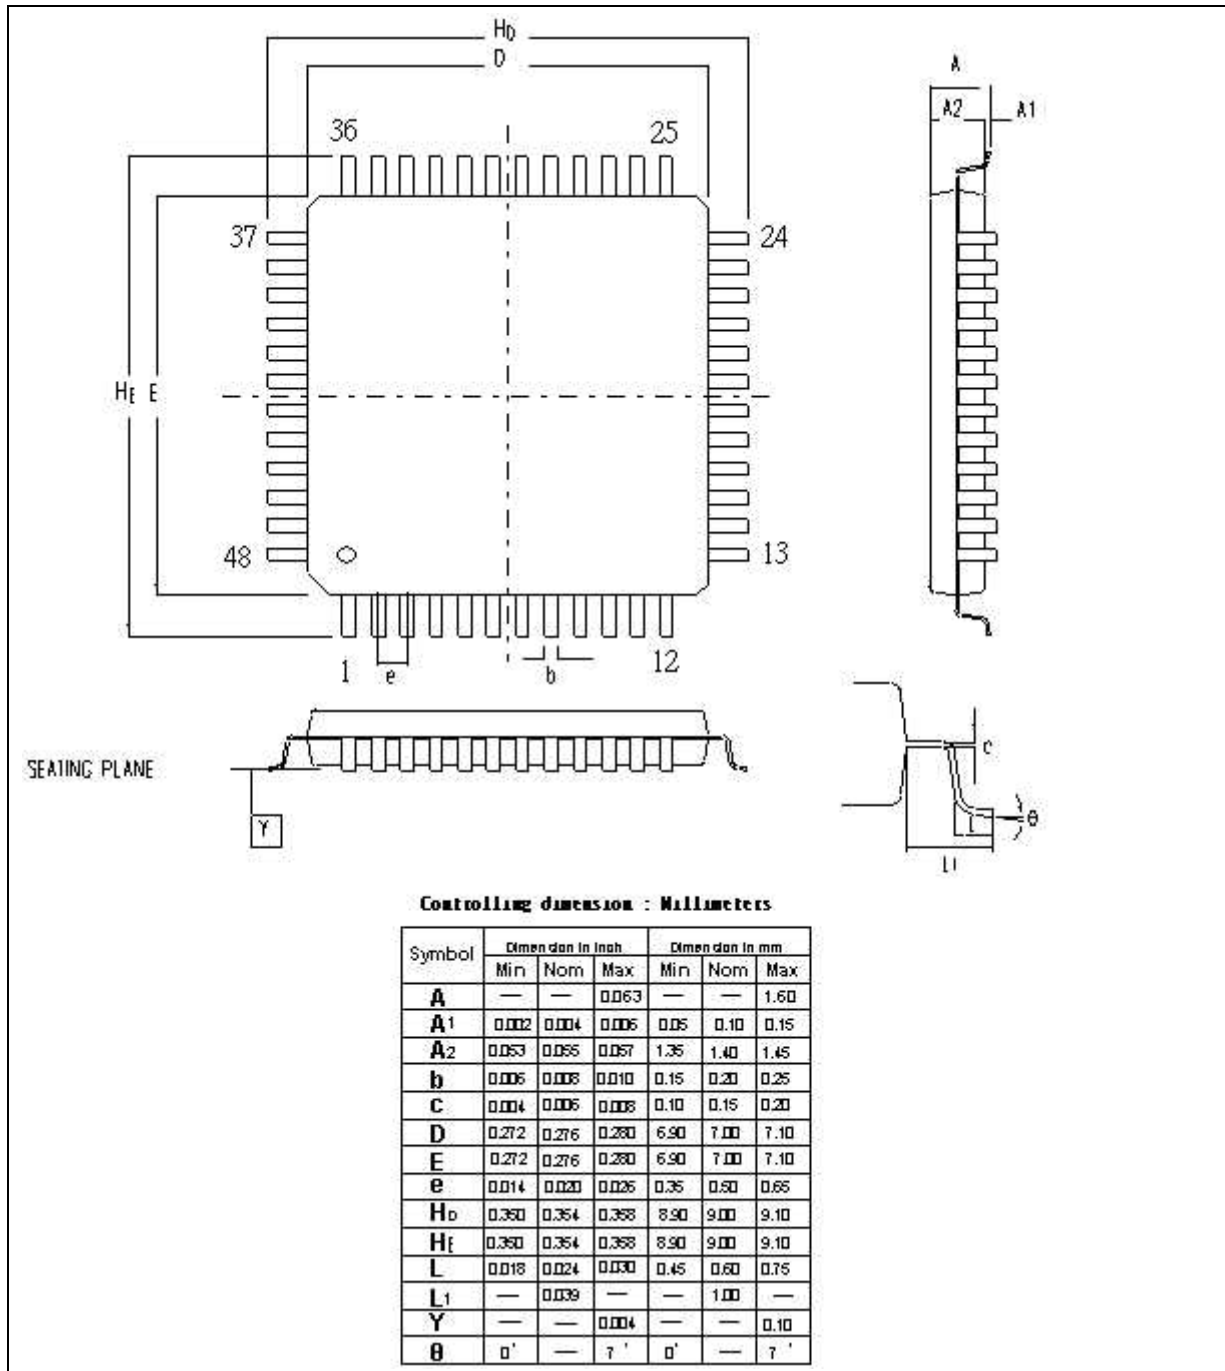 HD
D
A
A2 A1
36 25
37 24
HE E
48 13
1 e b 12
SEATING PLANE
Y
c
θ
L
L1
Controlling dimension : Millimeters
Symbol Dimension in inch Dimension in mm
Min Nom Max Min Nom Max
A — — 0.063 — — 1.60
A1 0.002 0.004 0.006 0.05 0.10 0.15
A2 0.053 0.055 0.057 1.35 1.40 1.45
b 0.006 0.008 0.010 0.15 0.20 0.25
c 0.004 0.006 0.008 0.10 0.15 0.20
D 0.272 0.276 0.280 6.90 7.00 7.10
E 0.272 0.276 0.280 6.90 7.00 7.10
e 0.014 0.020 0.026 0.35 0.50 0.65
HD 0.350 0.354 0.358 8.90 9.00 9.10
HE 0.350 0.354 0.358 8.90 9.00 9.10
L 0.018 0.024 0.030 0.45 0.60 0.75
L1 — 0.039 — — 1.00 —
Y — — 0.004 — — 0.10
θ 0° — 7° 0° — 7°